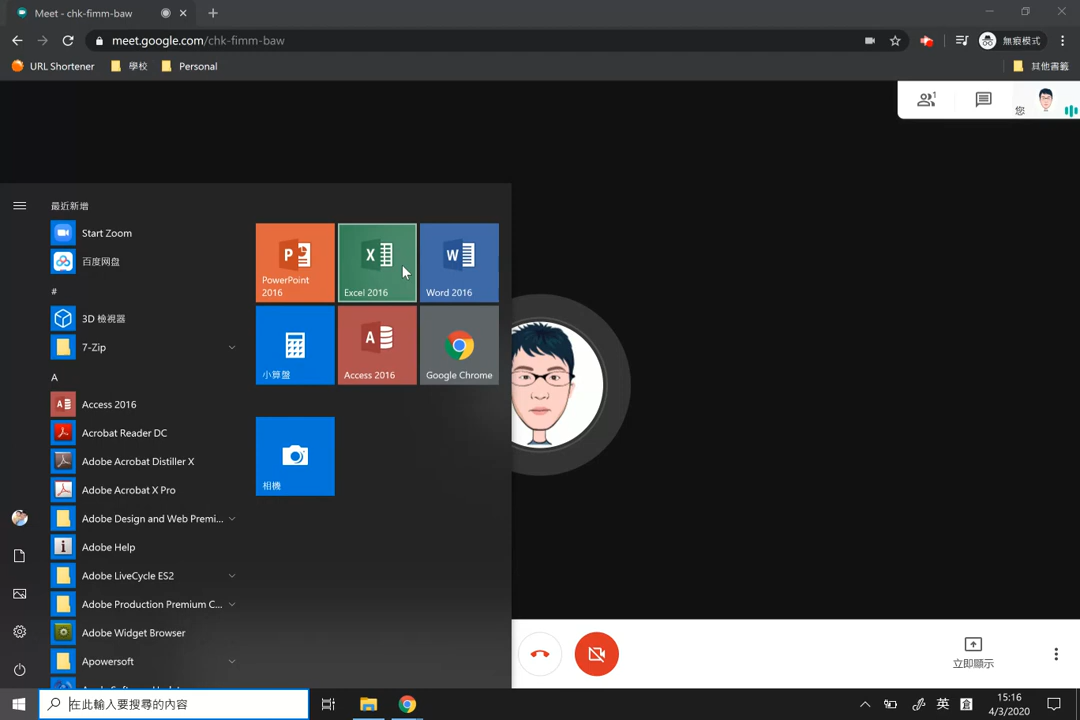 Meet - chk-fimm-baw
meet.google.com/chk-fimm-baw
無痕模式
URL Shortener
學校
Personal
其他書籤
1
您
最近新增
Start Zoom
百度网盘
#
3D 檢視器
7-Zip
A
Access 2016
Acrobat Reader DC
Adobe Acrobat Distiller X
Adobe Acrobat X Pro
Adobe Design and Web Premi...
Adobe Help
Adobe LiveCycle ES2
Adobe Production Premium C...
Adobe Widget Browser
Apowersoft
PowerPoint
2016
Excel 2016
Word 2016
小算盤
Access 2016
Google Chrome
相機
立即顯示
在此輸入要搜尋的內容
英
15:16
4/3/2020